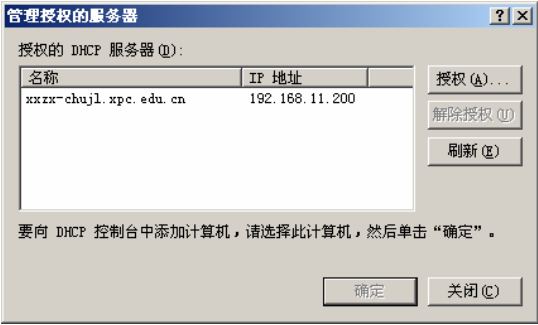 管理授权的服务器
授权的 DHCP 服务器(D):
名称 IP 地址
xxzx-chujl.xpc.edu.cn 192.168.11.200
授权(A)...
解除授权(U)
刷新(E)
要向 DHCP 控制台中添加计算机，请选择此计算机，然后单击“确定”。
确定 关闭(C)